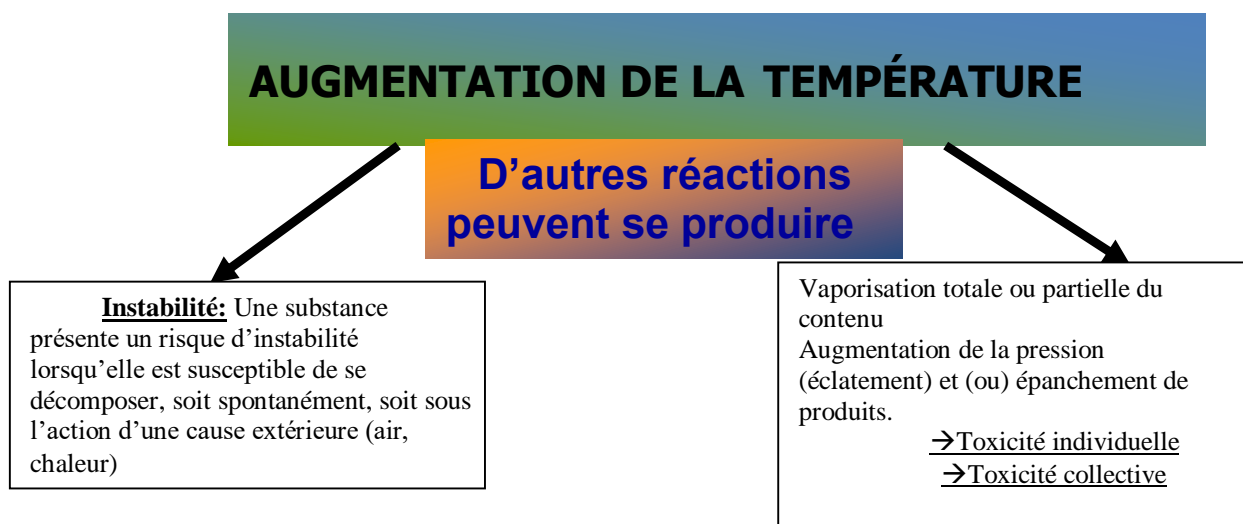 AUGMENTATION DE LA TEMPÉRATURE
D’autres réactions
peuvent se produire
Instabilité: Une substance
présente un risque d’instabilité
lorsqu’elle est susceptible de se
décomposer, soit spontanément, soit sous
l’action d’une cause extérieure (air,
chaleur)
Vaporisation totale ou partielle du
contenu
Augmentation de la pression
(éclatement) et (ou) épanchement de
produits.
→Toxicité individuelle
→Toxicité collective